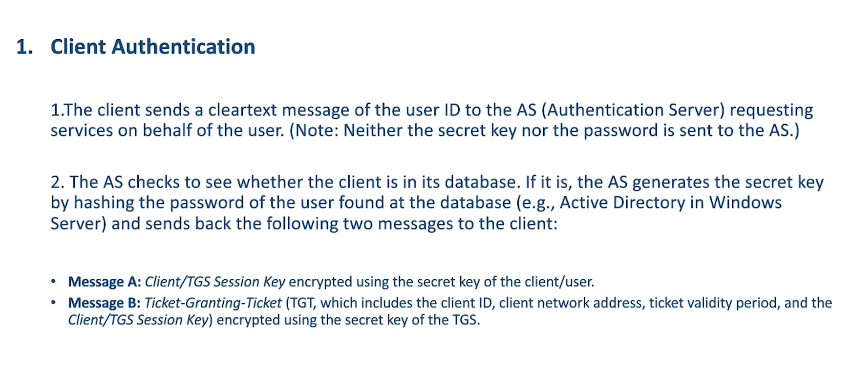 1. Client Authentication
1.The client sends a cleartext message of the user ID to the AS (Authentication Server) requesting
services on behalf of the user. (Note: Neither the secret key nor the password is sent to the AS.)
2. The AS checks to see whether the client is in its database. If it is, the AS generates the secret key
by hashing the password of the user found at the database (e.g., Active Directory in Windows
Server) and sends back the following two messages to the client:
• Message A: Client/TGS Session Key encrypted using the secret key of the client/user.
• Message B: Ticket-Granting-Ticket (TGT, which includes the client ID, client network address, ticket validity period, and the
Client/TGS Session Key) encrypted using the secret key of the TGS.